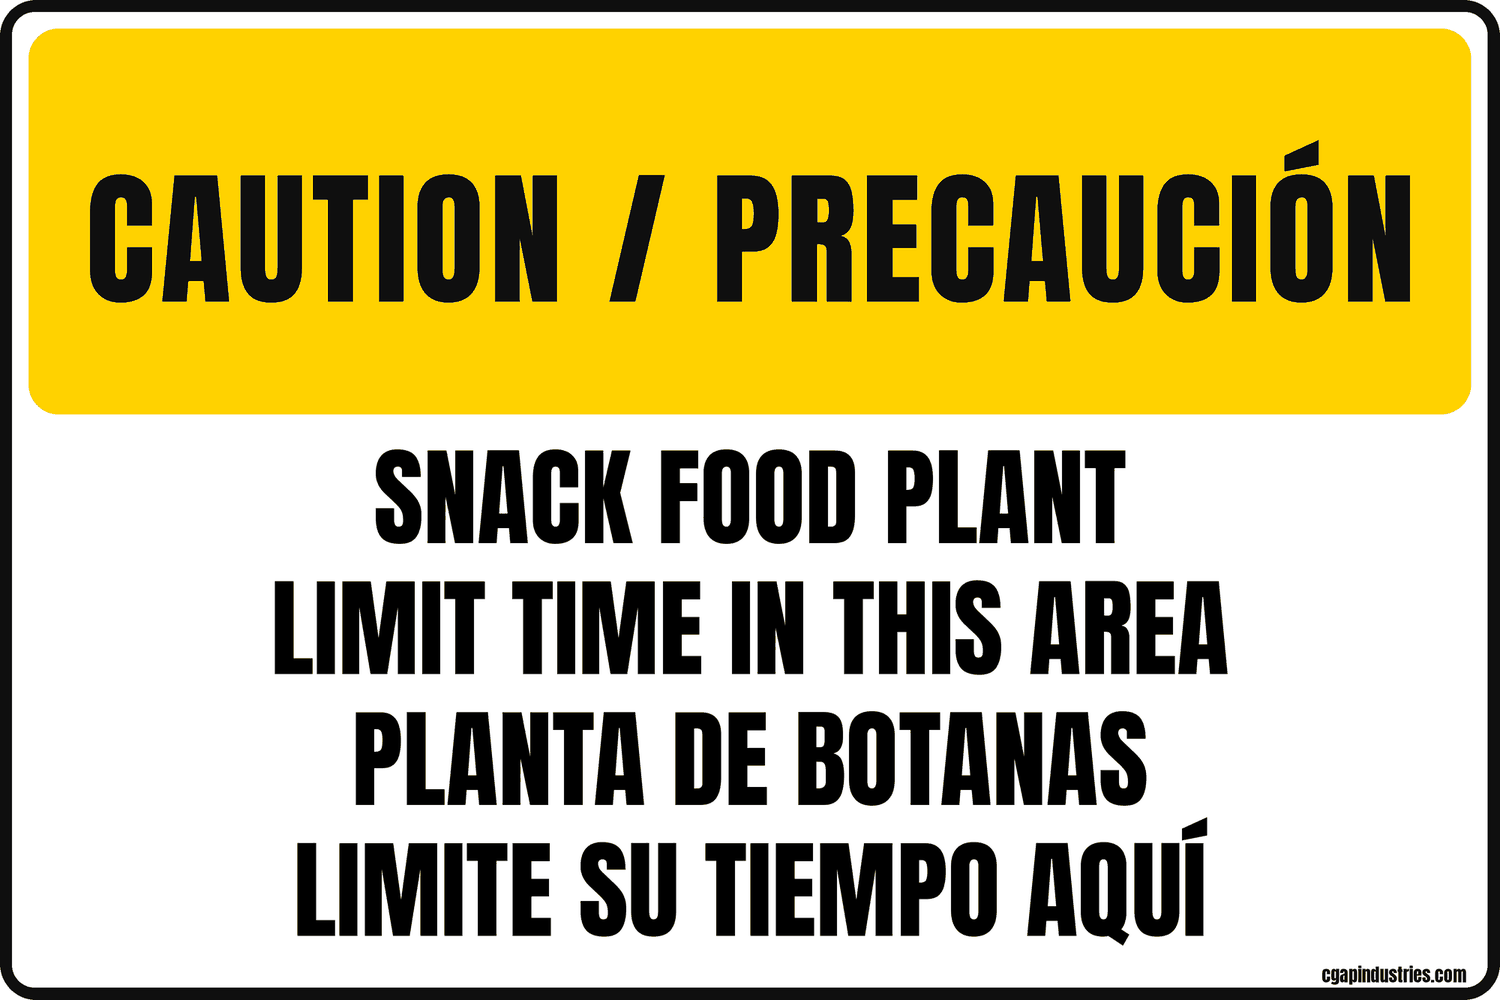 CAUTION / PRECAUCIÓN
SNACK FOOD PLANT
LIMIT TIME IN THIS AREA
PLANTA DE BOTANAS
LIMITE SU TIEMPO AQUÍ
cgapindustries.com